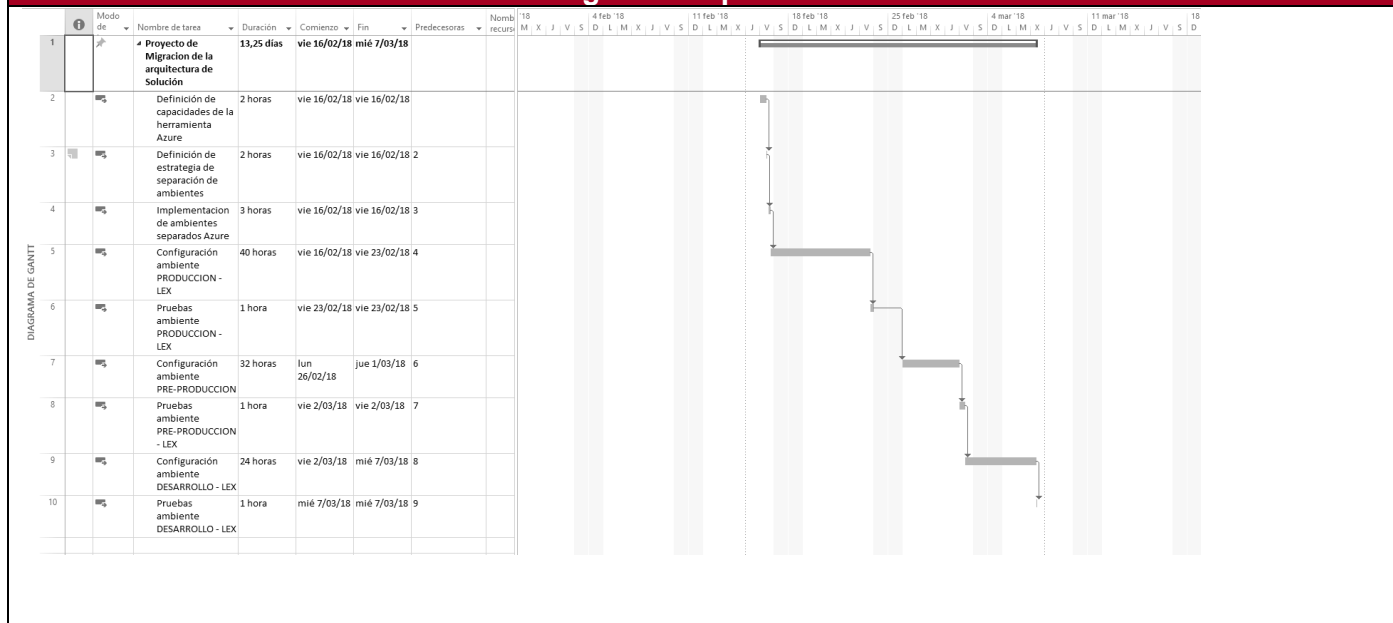 Modo de Nombre de tarea Duración Comienzo Fin Predecesoras Nomb recurs
'18 4 feb '18 11 feb '18 18 feb '18 25 feb '18 4 mar '18 11 mar '18 18
M X J V S D L M X J V S D L M X J V S D L M X J V S D L M X J V S D L M X J V S D L M X J V S D
1 Proyecto de 13,25 días vie 16/02/18 mié 7/03/18
Migracion de la
arquitectura de
Solución
2 Definición de 2 horas vie 16/02/18 vie 16/02/18
capacidades de la
herramienta
Azure
3 Definición de 2 horas vie 16/02/18 vie 16/02/18 2
estrategia de
separación de
ambientes
4 Implementacion 3 horas vie 16/02/18 vie 16/02/18 3
de ambientes
separados Azure
5 Configuración 40 horas vie 16/02/18 vie 23/02/18 4
ambiente
PRODUCCION -
LEX
6 Pruebas 1 hora vie 23/02/18 vie 23/02/18 5
ambiente
PRODUCCION -
LEX
7 Configuración 32 horas lun jue 1/03/18 6
ambiente 26/02/18
PRE-PRODUCCION
8 Pruebas 1 hora vie 2/03/18 vie 2/03/18 7
ambiente
PRE-PRODUCCION
- LEX
9 Configuración 24 horas vie 2/03/18 mié 7/03/18 8
ambiente
DESARROLLO - LEX
10 Pruebas 1 hora mié 7/03/18 mié 7/03/18 9
ambiente
DESARROLLO - LEX
DIAGRAMA DE GANTT